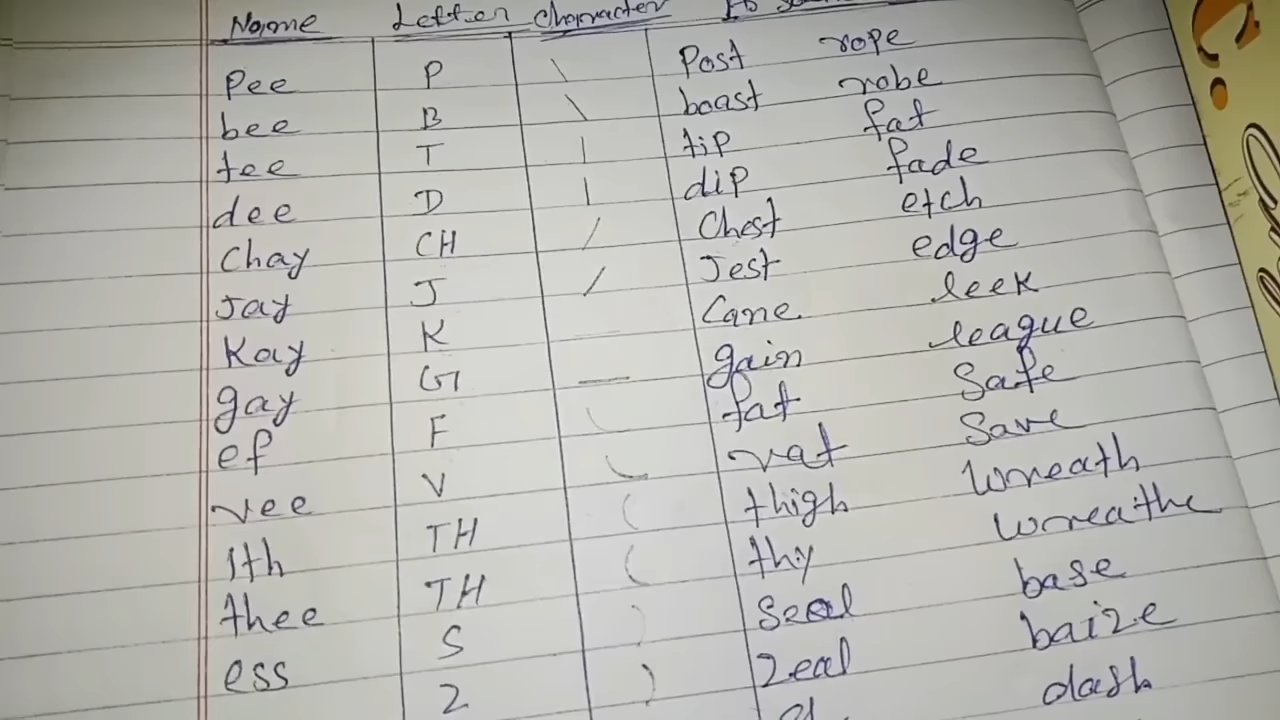 Name Letter Character
Pee P Post rope
bee B boast robe
tee T tip fat
dee D dip fade
Chay CH Chest etch
Jay J Jest edge
Kay K Cane leek
gay G gain league
ef F fat Safe
vee V vat Save
Ith TH thigh wreath
thee TH thy wreathe
ess S Seal base
Z Zeal baize
dash